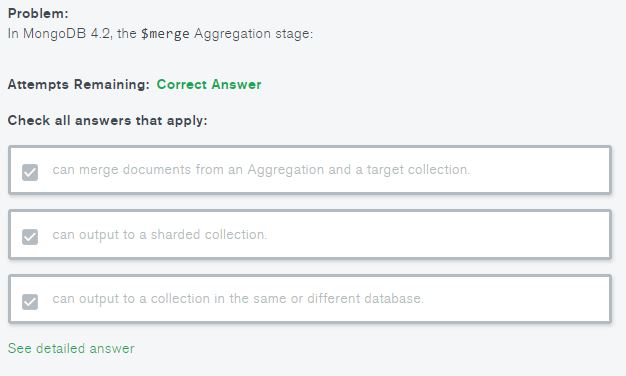 Problem:
In MongoDB 4.2, the $merge Aggregation stage:
Attempts Remaining: Correct Answer
Check all answers that apply:
can merge documents from an Aggregation and a target collection.
can output to a sharded collection.
can output to a collection in the same or different database.
See detailed answer